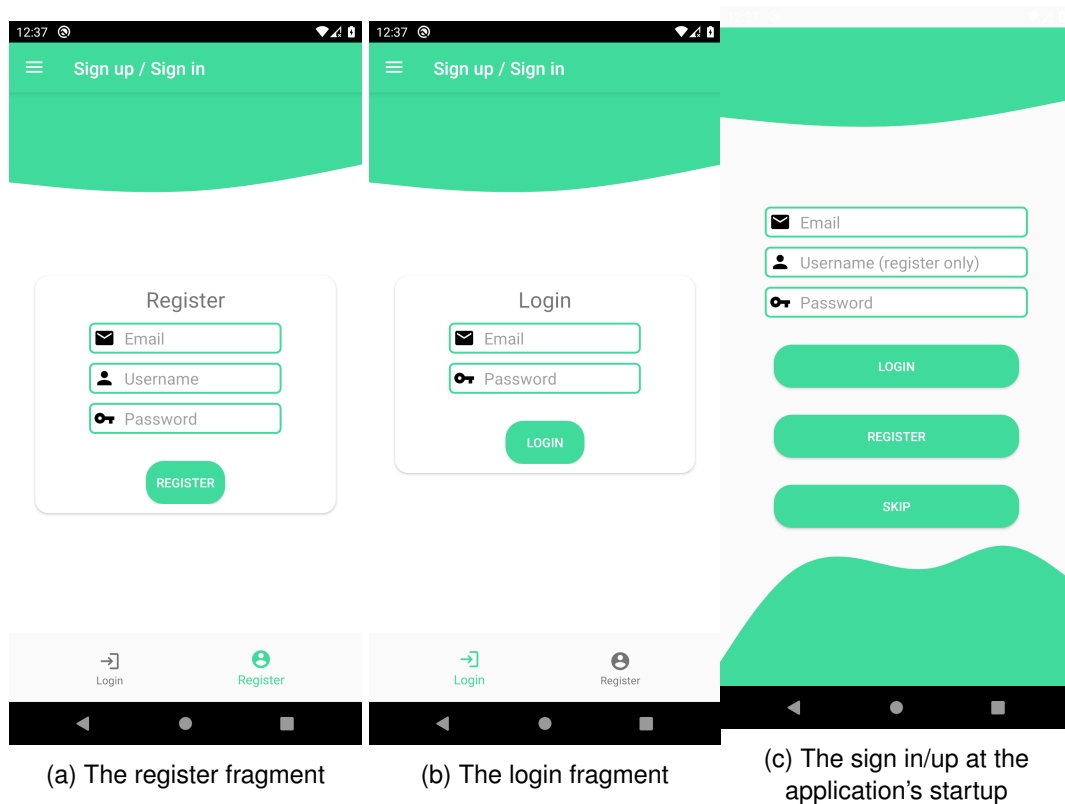 12:37
Sign up / Sign in
Register
Email
Username
Password
REGISTER
Login
Register
(a) The register fragment
12:37
Sign up / Sign in
Login
Email
Password
LOGIN
Login
Register
(b) The login fragment
Email
Username (register only)
Password
LOGIN
REGISTER
SKIP
(c) The sign in/up at the
application's startup